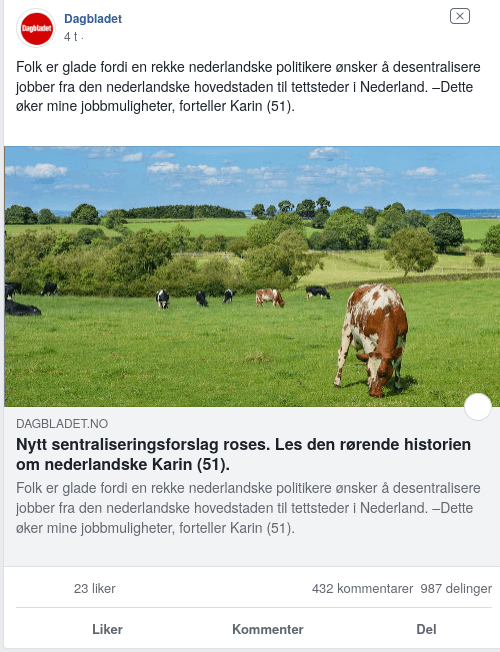 Dagbladet
Dagbladet
4 t ·
Folk er glade fordi en rekke nederlandske politikere ønsker å desentralisere
jobber fra den nederlandske hovedstaden til tettsteder i Nederland. –Dette
øker mine jobbmuligheter, forteller Karin (51).
DAGBLADET.NO
Nytt sentraliseringsforslag roses. Les den rørende historien
om nederlandske Karin (51).
Folk er glade fordi en rekke nederlandske politikere ønsker å desentralisere
jobber fra den nederlandske hovedstaden til tettsteder i Nederland. –Dette
øker mine jobbmuligheter, forteller Karin (51).
23 liker
432 kommentarer 987 delinger
Liker Kommenter Del